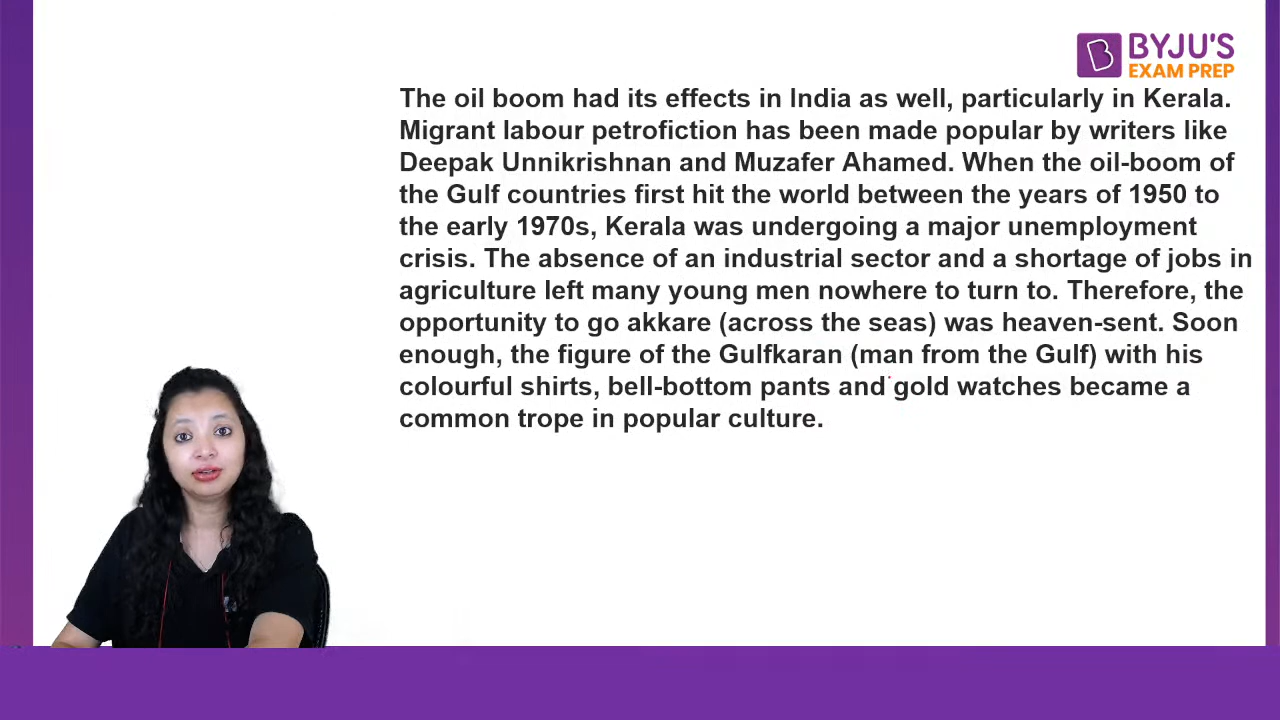 BYJU'S
EXAM PREP
The oil boom had its effects in India as well, particularly in Kerala.
Migrant labour petrofiction has been made popular by writers like
Deepak Unnikrishnan and Muzafer Ahamed. When the oil-boom of
the Gulf countries first hit the world between the years of 1950 to
the early 1970s, Kerala was undergoing a major unemployment
crisis. The absence of an industrial sector and a shortage of jobs in
agriculture left many young men nowhere to turn to. Therefore, the
opportunity to go akkare (across the seas) was heaven-sent. Soon
enough, the figure of the Gulfkaran (man from the Gulf) with his
colourful shirts, bell-bottom pants and gold watches became a
common trope in popular culture.